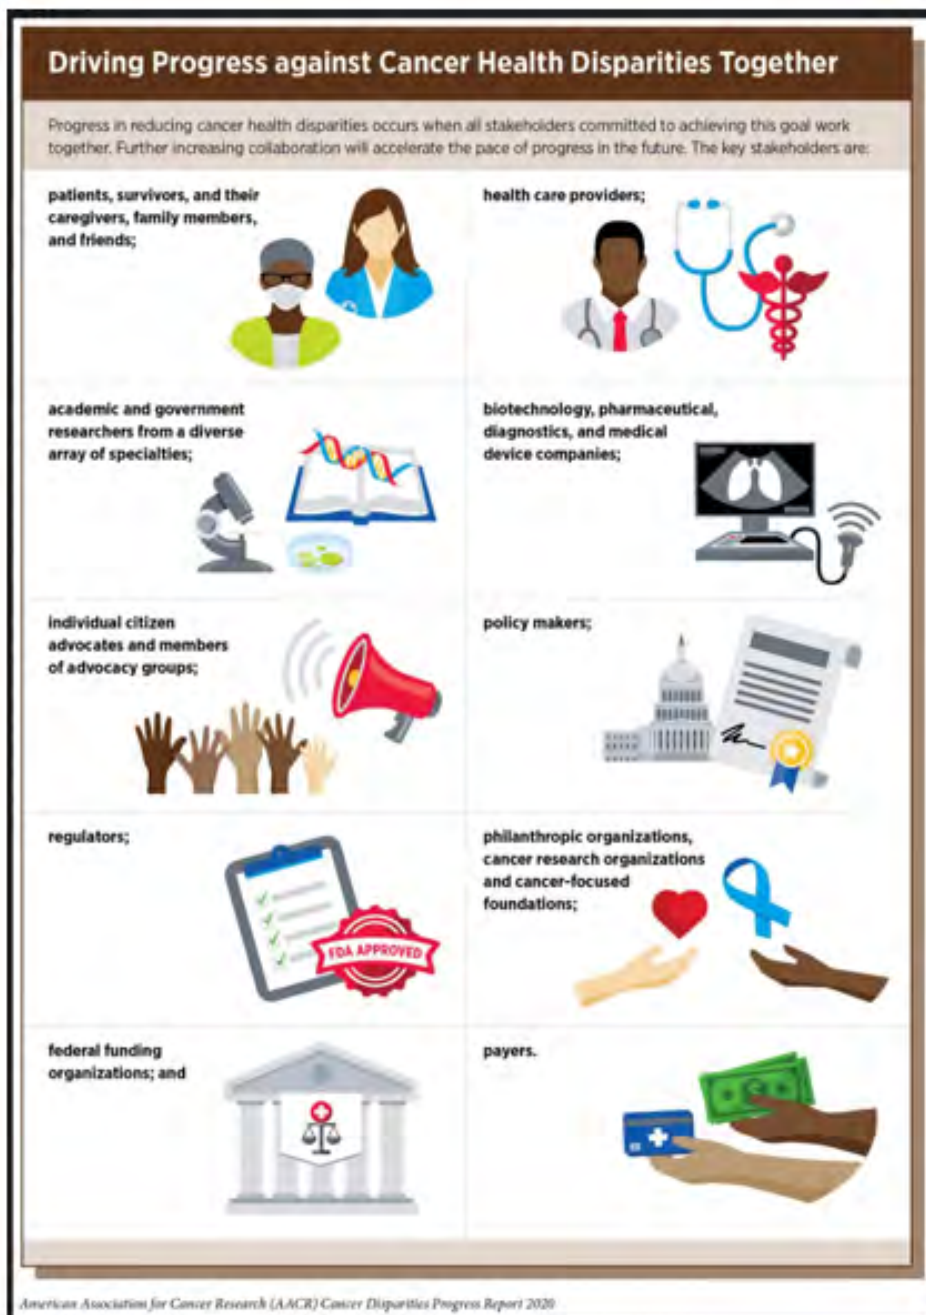 Driving Progress against Cancer Health Disparities Together
Progress in reducing cancer health disparities occurs when all stakeholders committed to achieving this goal work
together. Further increasing collaboration will accelerate the pace of progress in the future. The key stakeholders are:
patients, survivors, and their
caregivers, family members,
and friends;
health care providers;
academic and government
researchers from a diverse
array of specialties;
biotechnology, pharmaceutical,
diagnostics, and medical
device companies;
individual citizen
advocates and members
of advocacy groups;
policy makers;
regulators;
FDA APPROVED
philanthropic organizations,
cancer research organizations
and cancer-focused
foundations;
federal funding
organizations; and
payers.
American Association for Cancer Research (AACR) Cancer Disparities Progress Report 2020